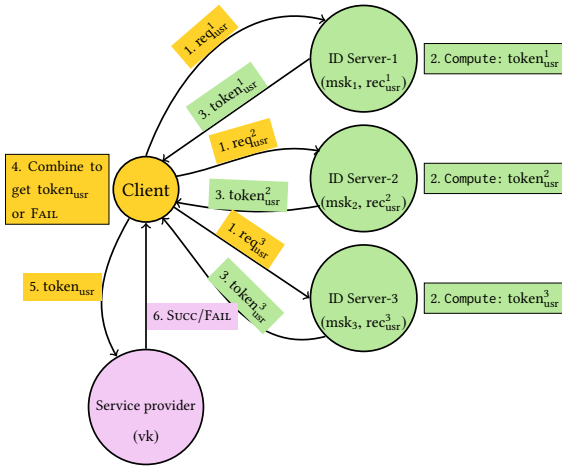 1. req¹ᵤₛᵣ
ID Server-1
(msk₁, rec¹ᵤₛᵣ)
2. Compute: token¹ᵤₛᵣ
3. token¹ᵤₛᵣ
1. req²ᵤₛᵣ
4. Combine to
get tokenᵤₛᵣ
or FAIL
Client
3. token²ᵤₛᵣ
ID Server-2
(msk₂, rec²ᵤₛᵣ)
2. Compute: token²ᵤₛᵣ
1. req³ᵤₛᵣ
5. tokenᵤₛᵣ
3. token³ᵤₛᵣ
ID Server-3
(msk₃, rec³ᵤₛᵣ)
2. Compute: token³ᵤₛᵣ
6. SUCC/FAIL
Service provider
(vk)